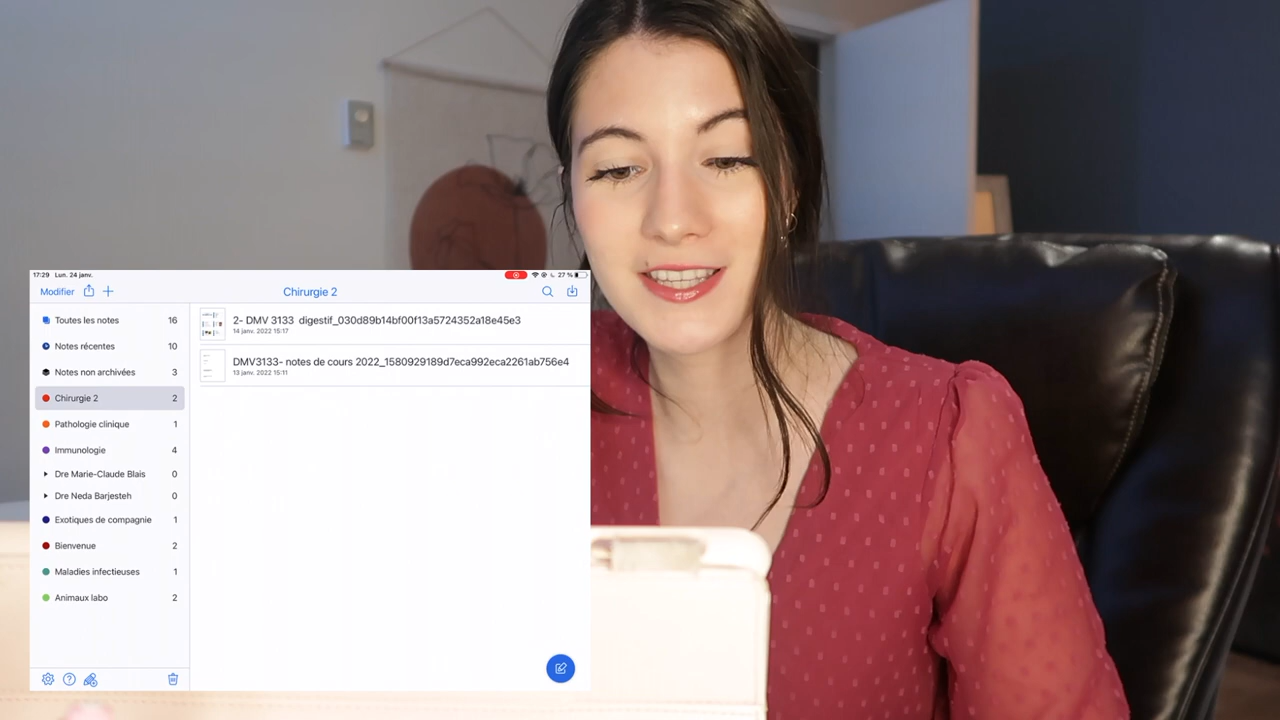 17:29 Lun. 24 janv.
27 %
Modifier
Chirurgie 2
Toutes les notes 16
Notes récentes 10
Notes non archivées 3
Chirurgie 2 2
Pathologie clinique 1
Immunologie 4
Dre Marie-Claude Blais 0
Dre Neda Barjesteh 0
Exotiques de compagnie 1
Bienvenue 2
Maladies infectieuses 1
Animaux labo 2
2- DMV 3133 digestif_030d89b14bf00f13a5724352a18e45e3
14 janv. 2022 15:17
DMV3133- notes de cours 2022_1580929189d7eca992eca2261ab756e4
13 janv. 2022 15:11